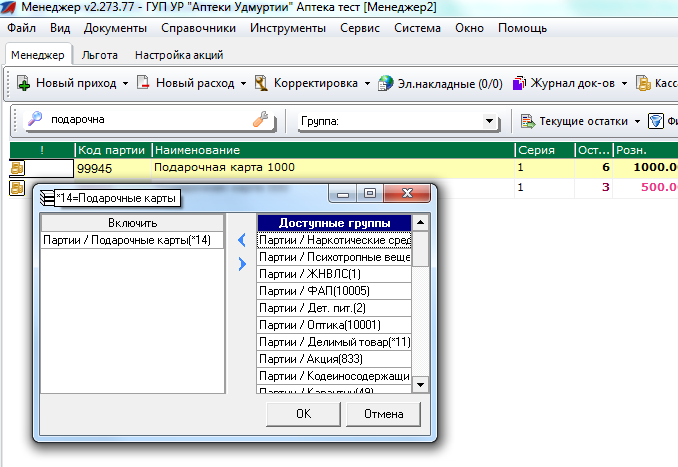 Менеджер v2.273.77 - ГУП УР "Аптеки Удмуртии" Аптека тест [Менеджер2]
Файл Вид Документы Справочники Инструменты Сервис Система Окно Помощь
Менеджер Льгота Настройка акций
Новый приход Новый расход Корректировка Эл.накладные (0/0) Журнал док-ов Касс
подарочна Группа: Текущие остатки Фи
! Код партии Наименование Серия Ост... Розн.
99945 Подарочная карта 1000 1 6 1000.00
1 3 500.00
*14=Подарочные карты
Включить
Партии / Подарочные карты(*14)
Доступные группы
Партии / Наркотические сред
Партии / Психотропные веще
Партии / ЖНВЛС(1)
Партии / ФАП(10005)
Партии / Дет. пит.(2)
Партии / Оптика(10001)
Партии / Делимый товар(*11)
Партии / Акция(833)
Партии / Кодеиносодержащи
Партии / Карантин(49)
ОК Отмена